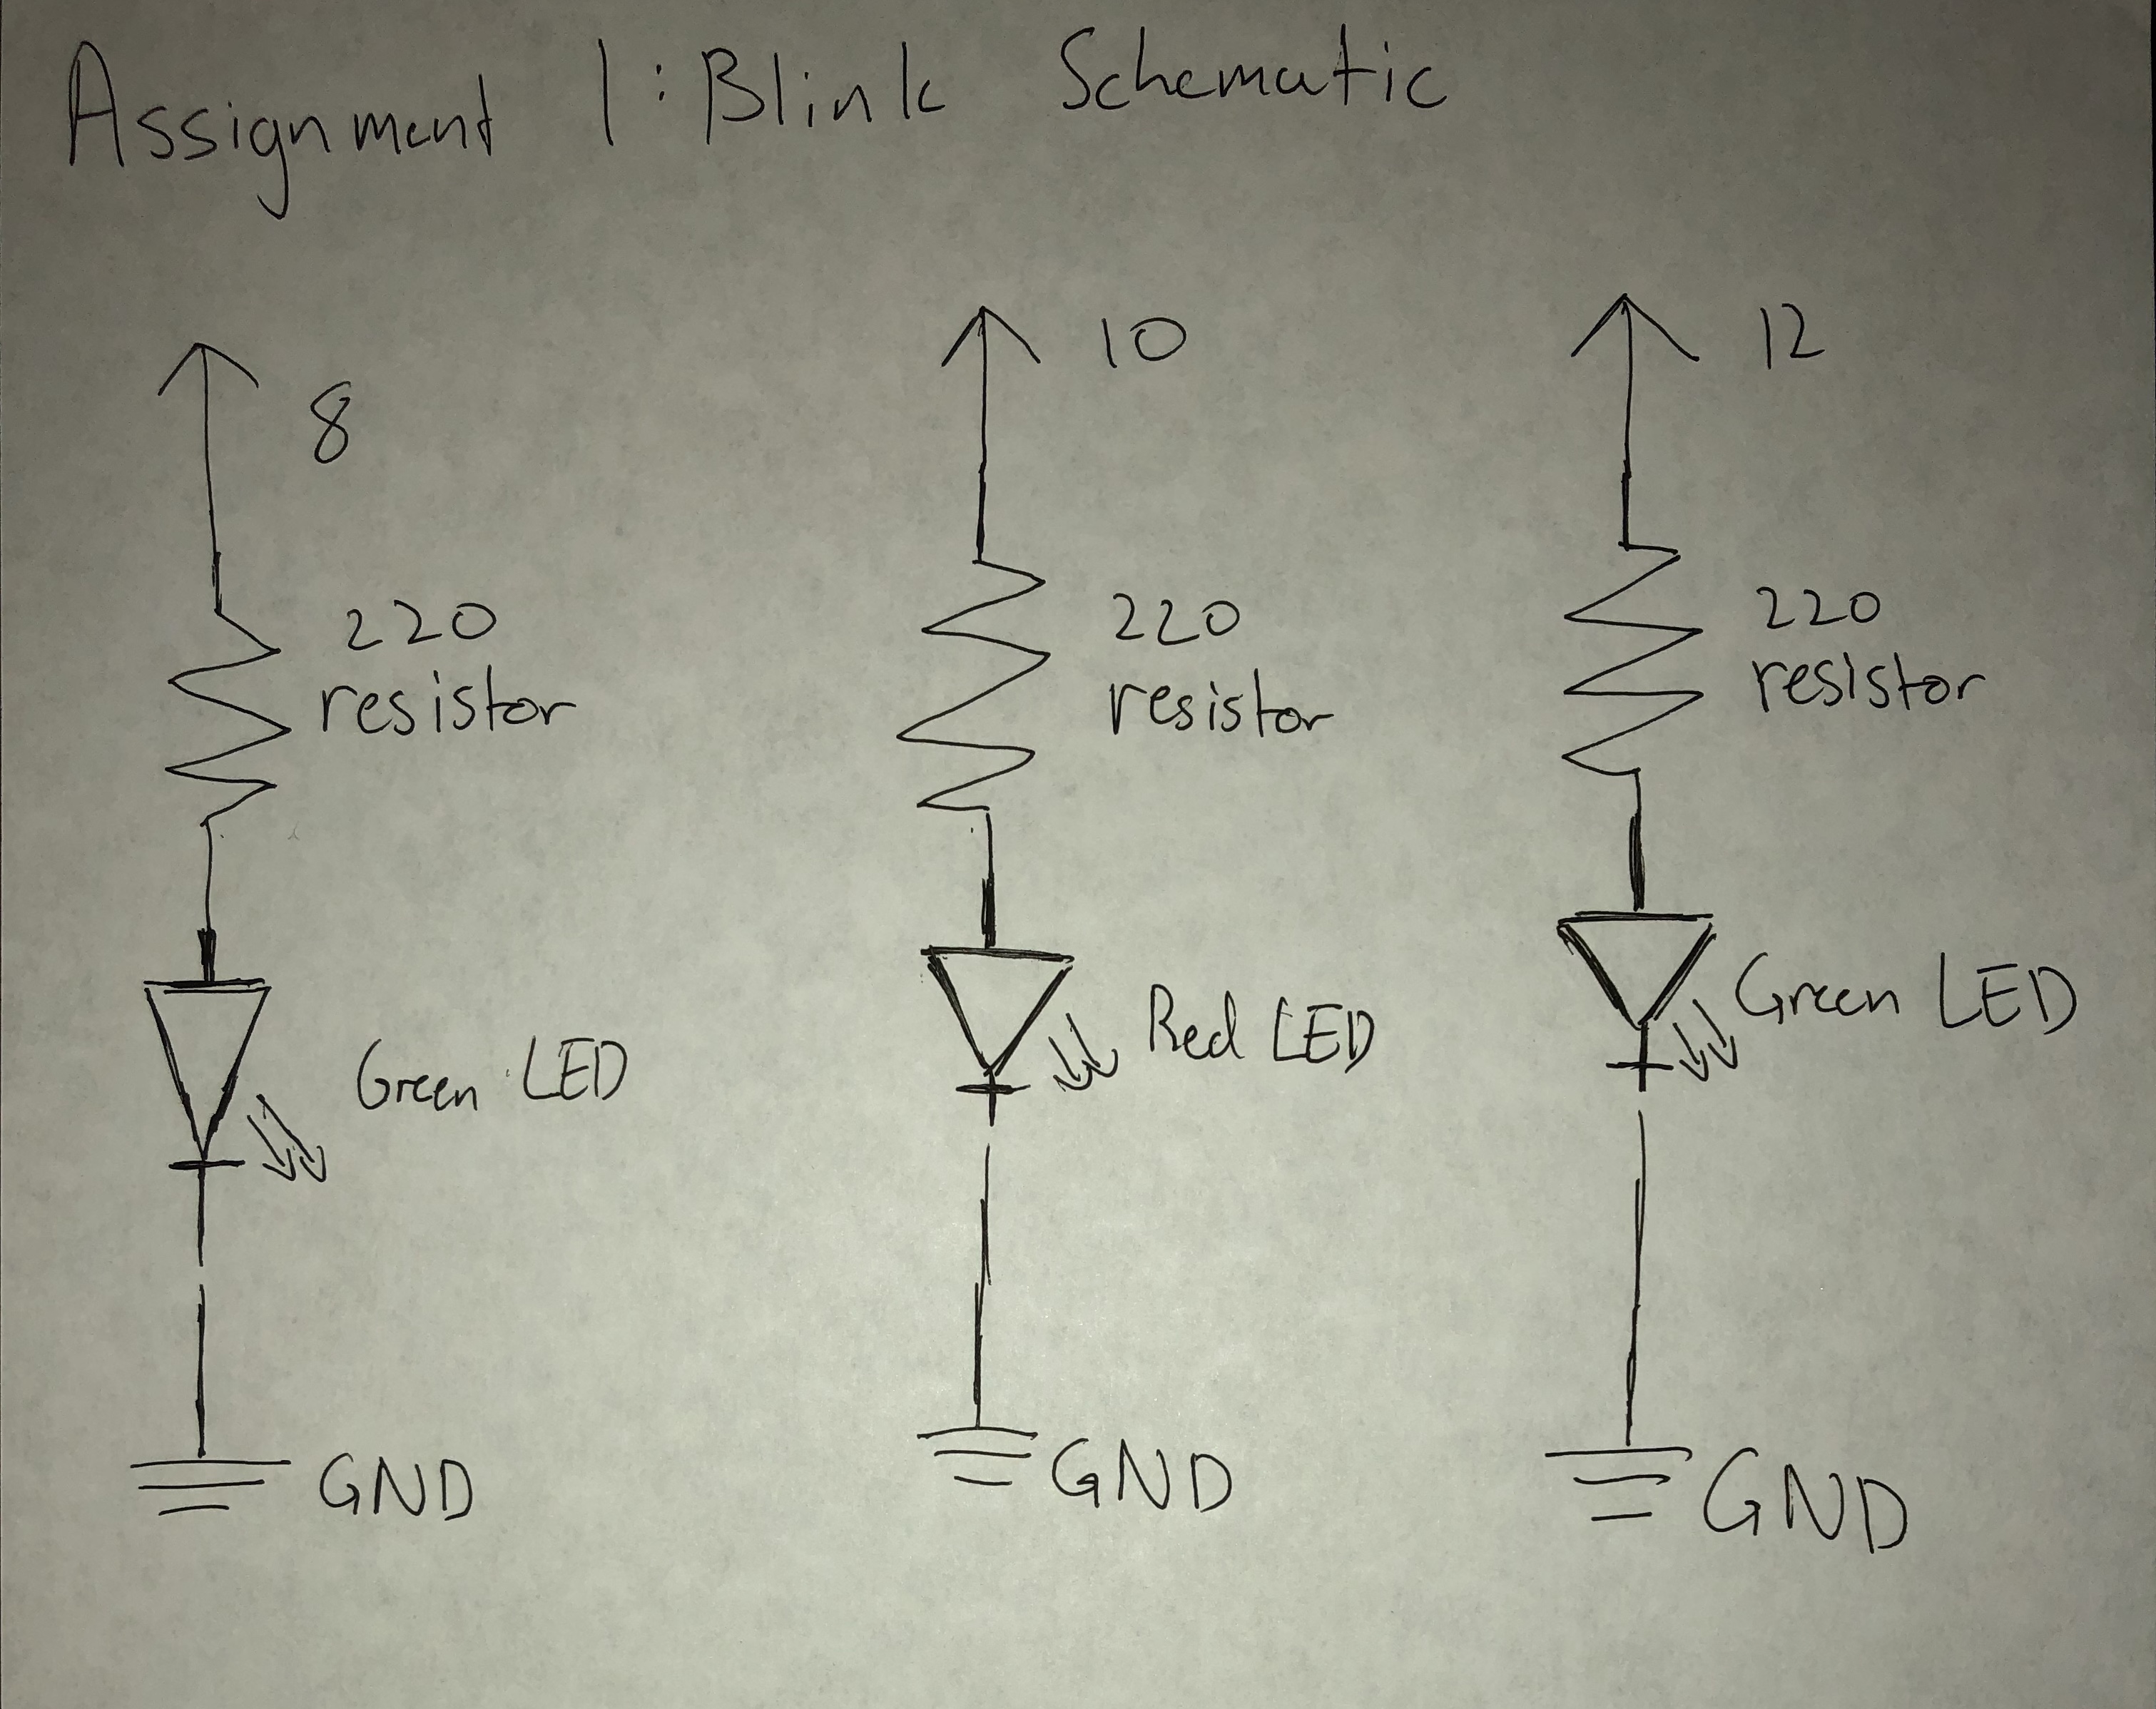 Assignment 1: Blink Schematic
8
220
resistor
Green LED
GND
10
220
resistor
Red LED
GND
12
220
resistor
Green LED
GND